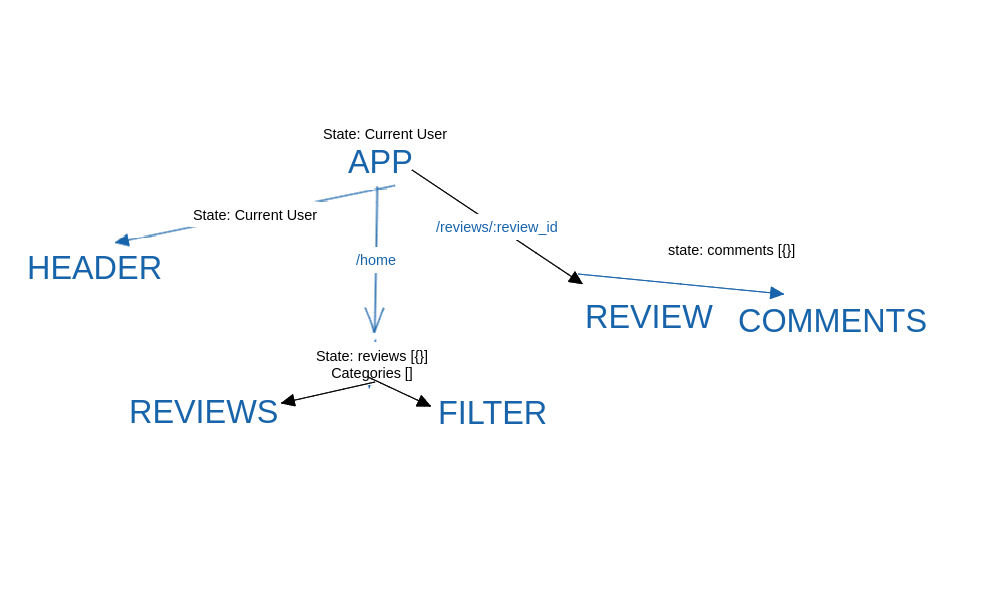 State: Current User
APP
State: Current User
/reviews/:review_id
state: comments [{}]
/home
HEADER
REVIEW
COMMENTS
State: reviews [{}]
Categories []
REVIEWS
FILTER